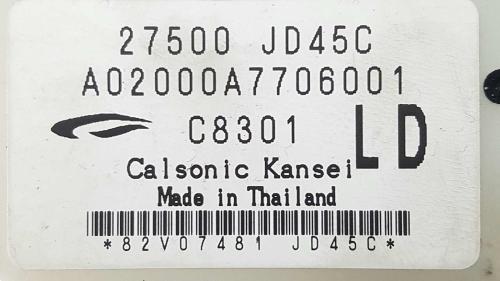 27500 JD45C
A02000A7706001
C8301 LD
Calsonic Kansei
Made in Thailand
*82V07481 JD45C*